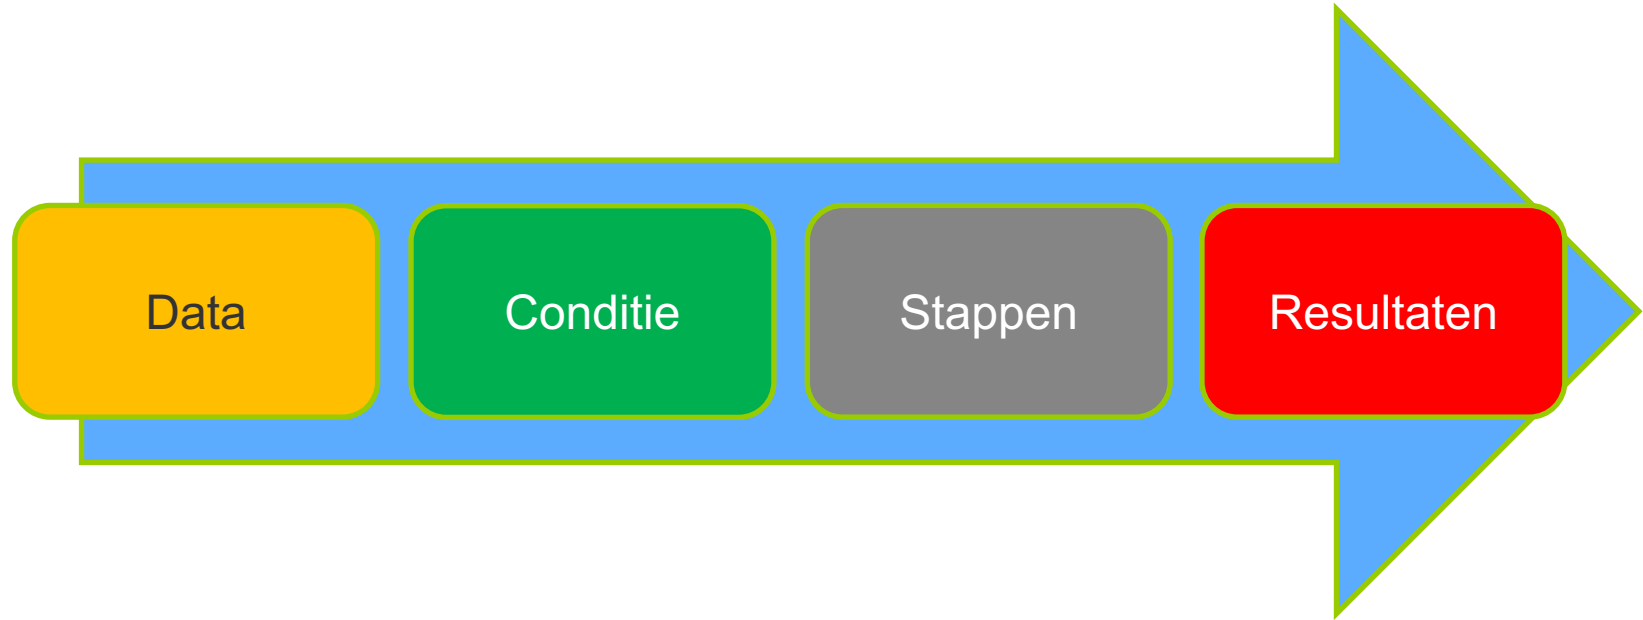 Data
Conditie
Stappen
Resultaten